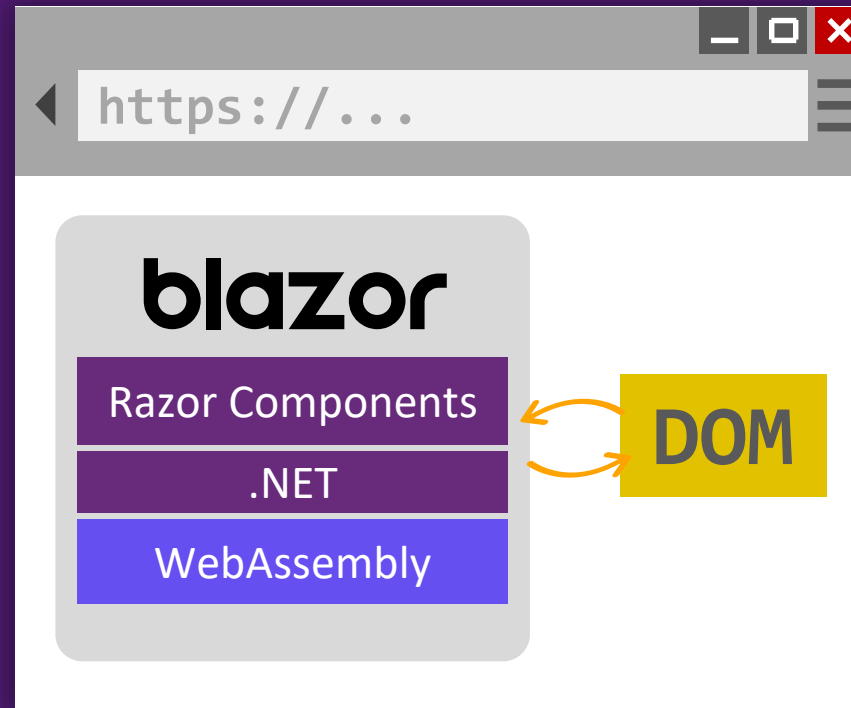 https://...
blazor
Razor Components
.NET
WebAssembly
DOM